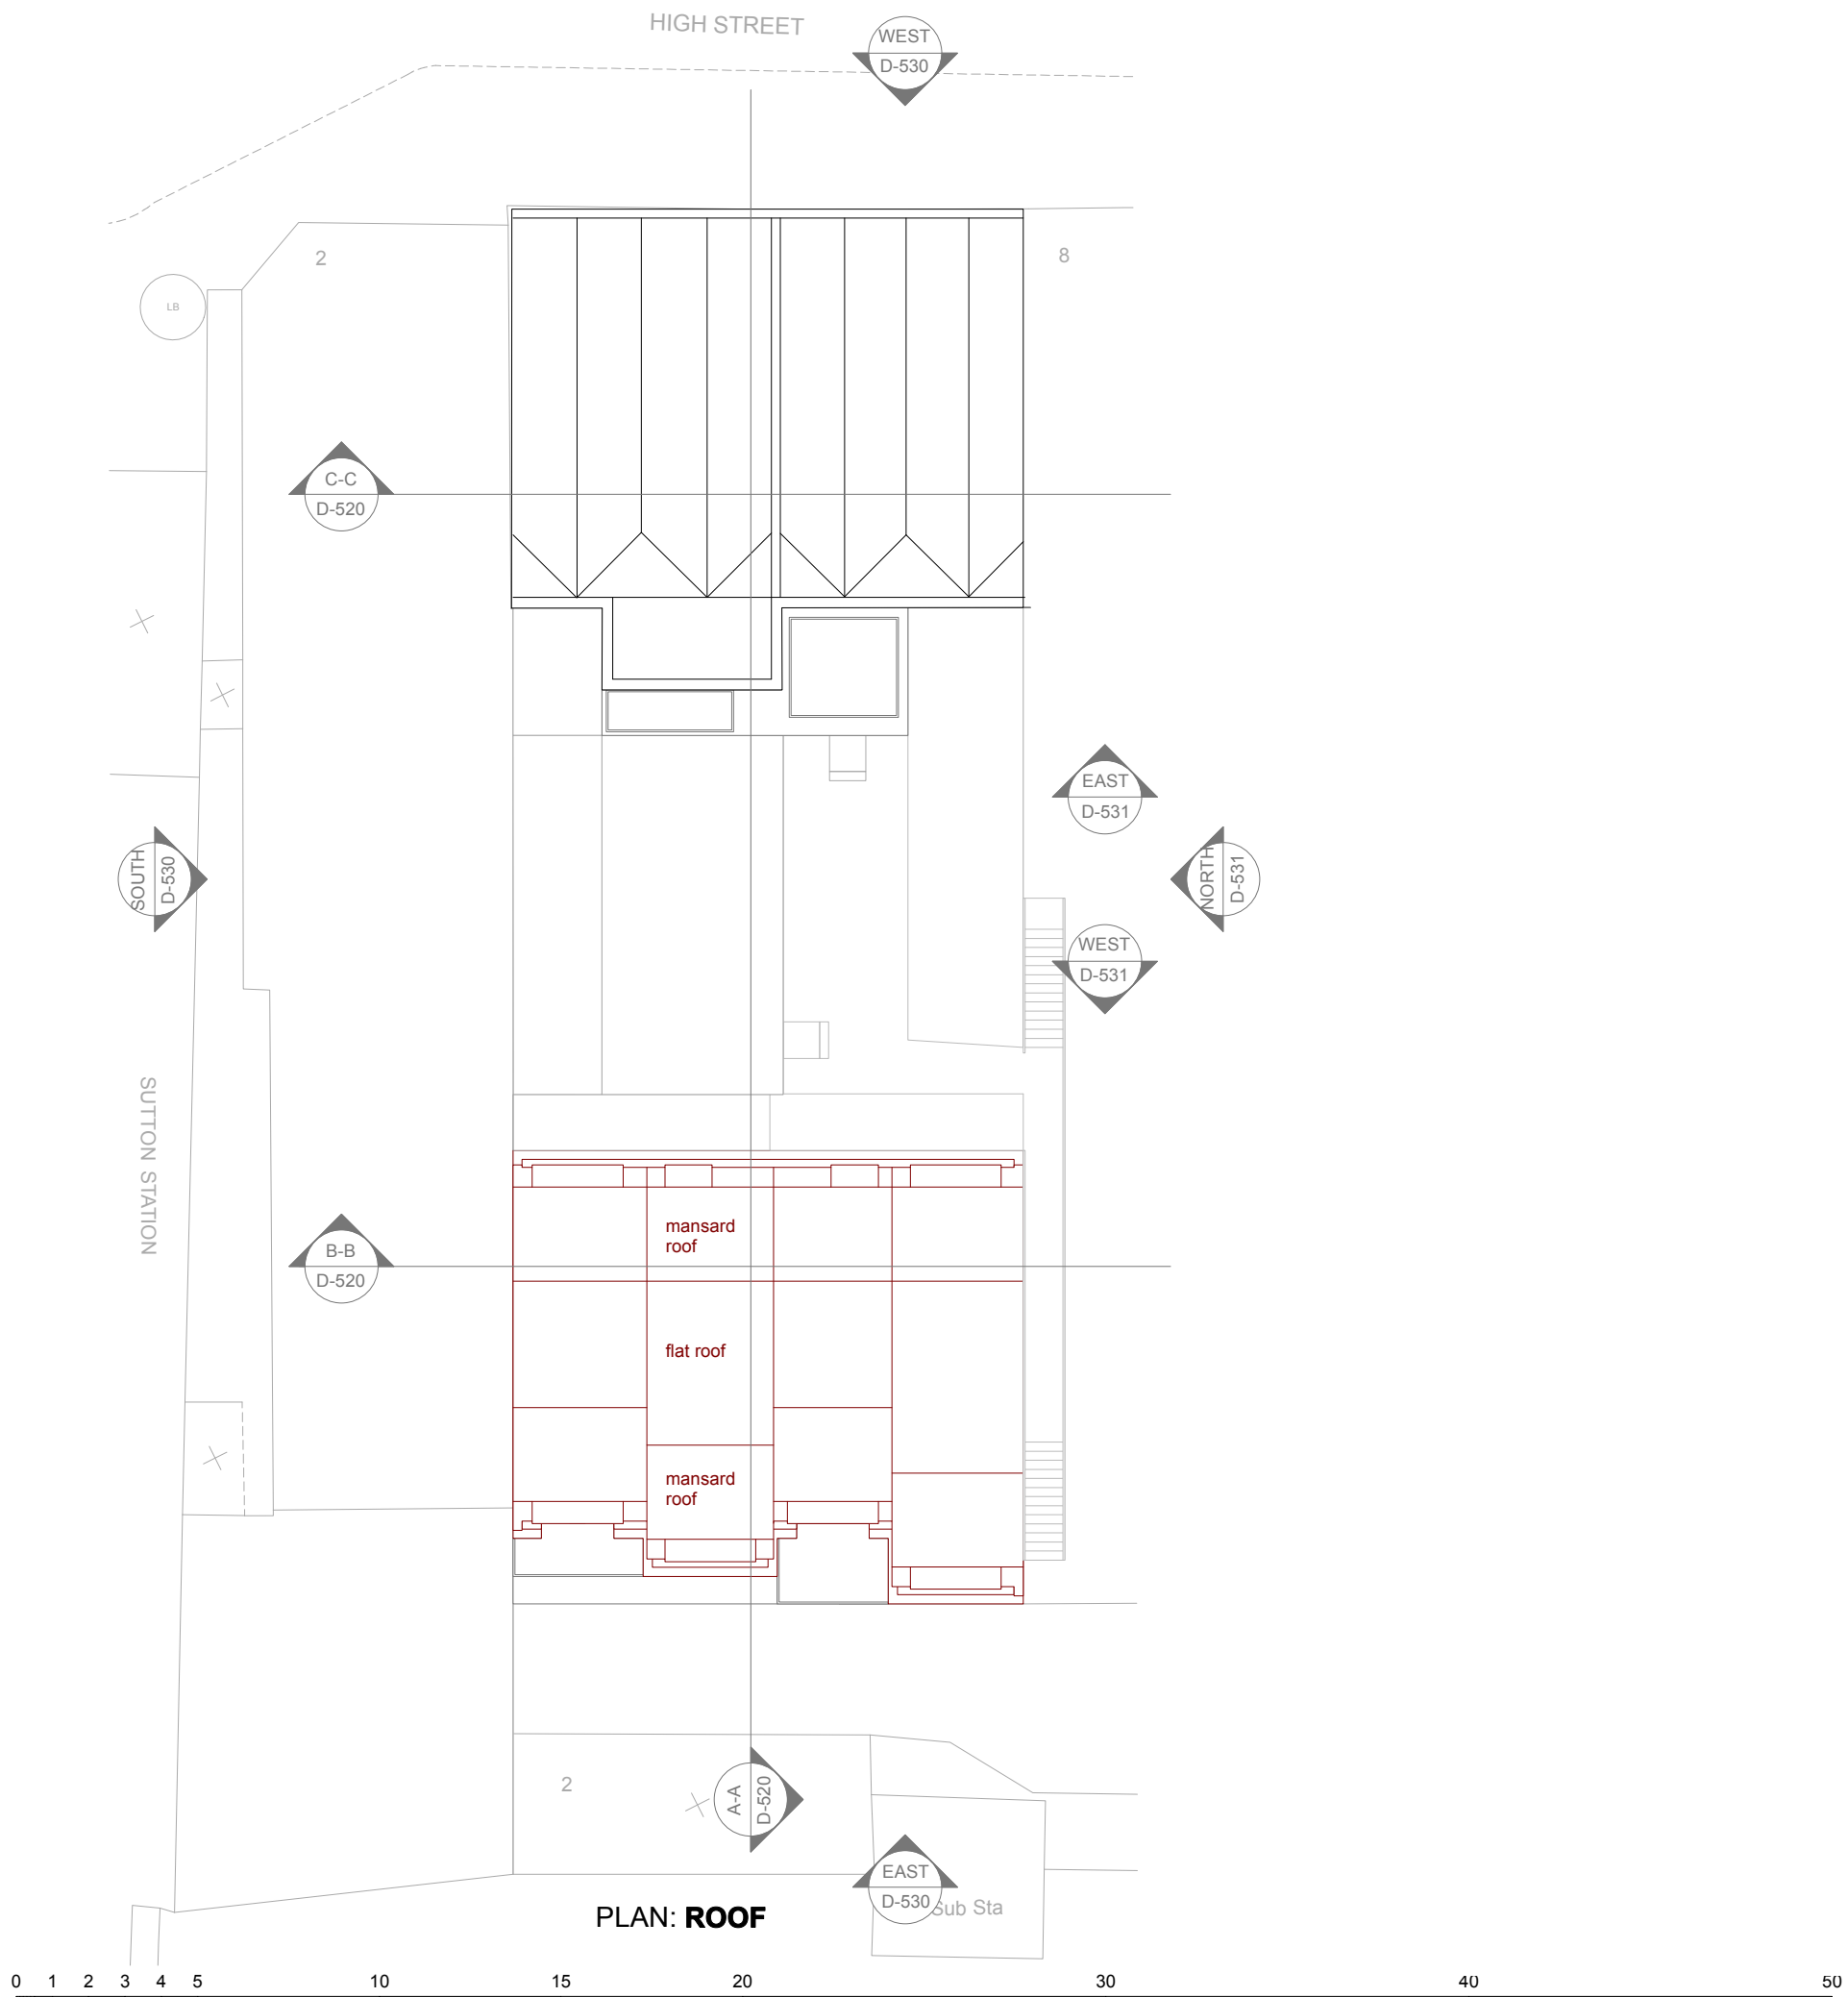 HIGH STREET
WEST
D-530
2
8
LB
C-C
D-520
EAST
D-531
SOUTH
D-530
NORTH
D-531
WEST
D-531
SUTTON STATION
mansard
roof
B-B
D-520
flat roof
mansard
roof
2
A-A
D-520
EAST
D-530
Sub Sta
PLAN: ROOF
0 1 2 3 4 5 10 15 20 30 40 50